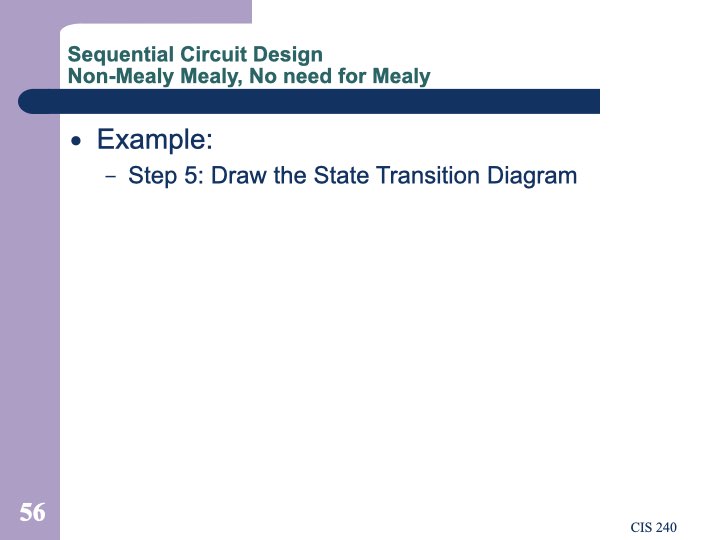 Sequential Circuit Design
Non-Mealy Mealy, No need for Mealy
• Example:
– Step 5: Draw the State Transition Diagram
56
CIS 240